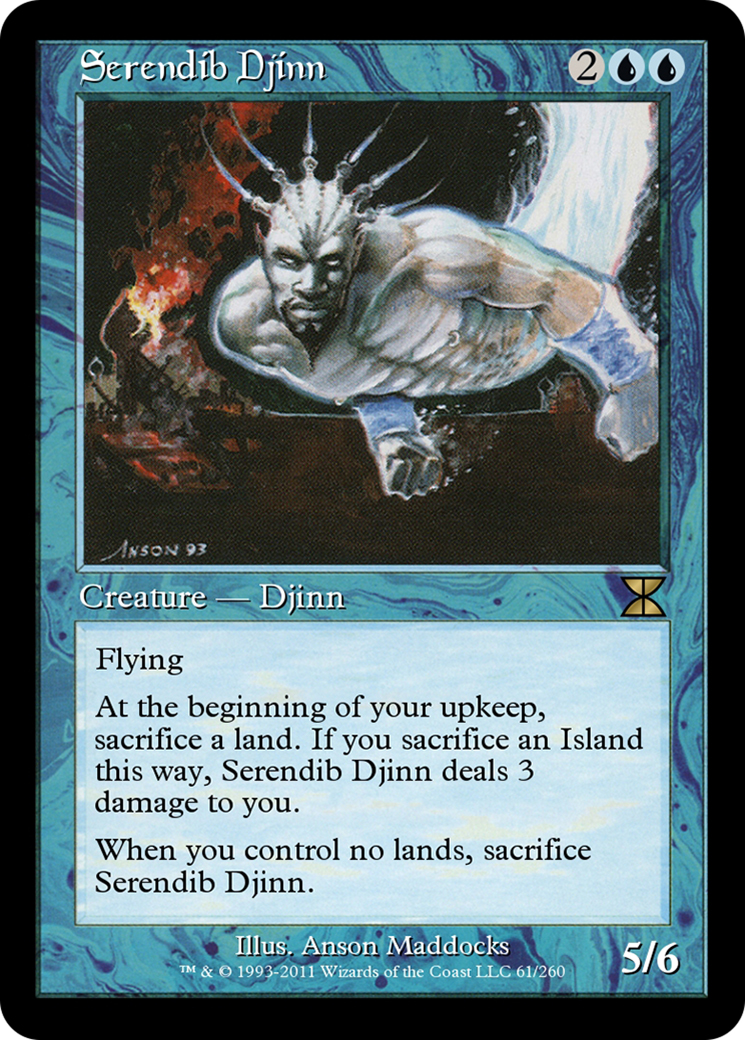 Serendib Djinn
2
ANSON 93
Creature — Djinn
Flying
At the beginning of your upkeep,
sacrifice a land. If you sacrifice an Island
this way, Serendib Djinn deals 3
damage to you.
When you control no lands, sacrifice
Serendib Djinn.
Illus. Anson Maddocks
5/6
™ & © 1993-2011 Wizards of the Coast LLC 61/260